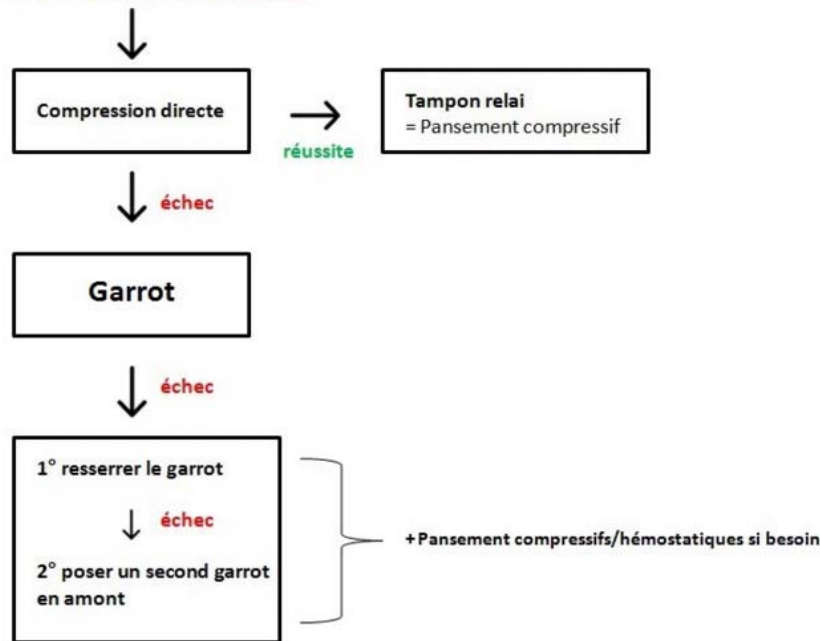 Compression directe
réussite
Tampon relai
= Pansement compressif
échec
Garrot
échec
1° resserrer le garrot
échec
2° poser un second garrot
en amont
+Pansement compressifs/hémostatiques si besoin